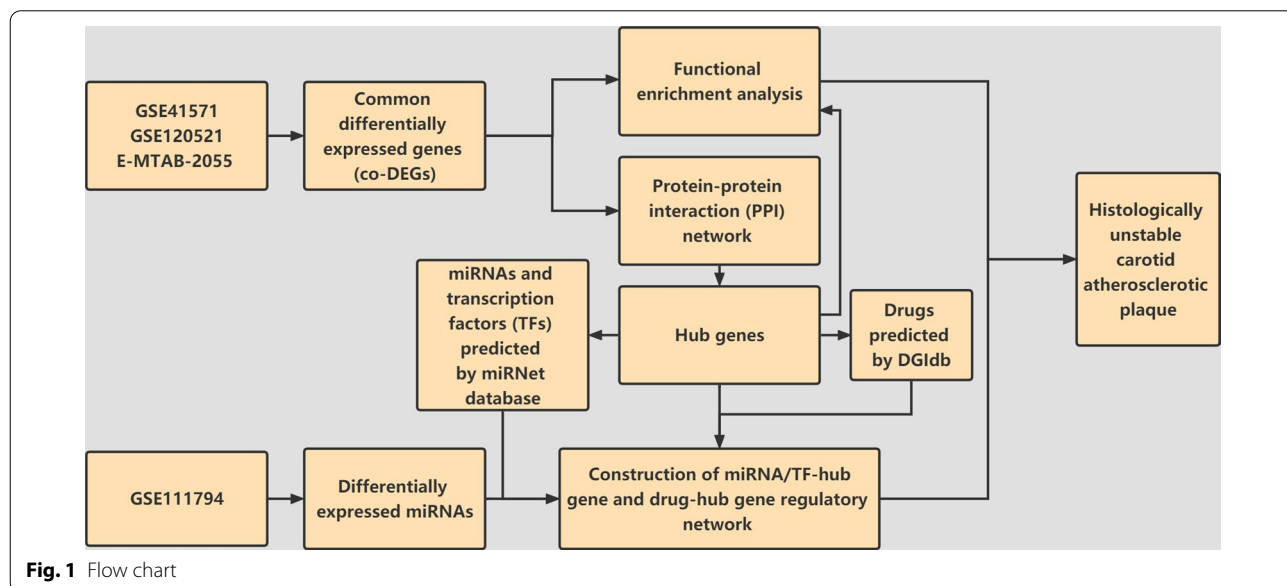 GSE41571
GSE120521
E-MTAB-2055
Common
differentially
expressed genes
(co-DEGs)
Functional
enrichment analysis
Protein-protein
interaction (PPI)
network
Histologically
unstable
carotid
atherosclerotic
plaque
miRNAs and
transcription
factors (TFs)
predicted
by miRNet
database
Hub genes
Drugs
predicted
by DGIdb
GSE111794
Differentially
expressed miRNAs
Construction of miRNA/TF-hub
gene and drug-hub gene regulatory
network
Fig. 1 Flow chart